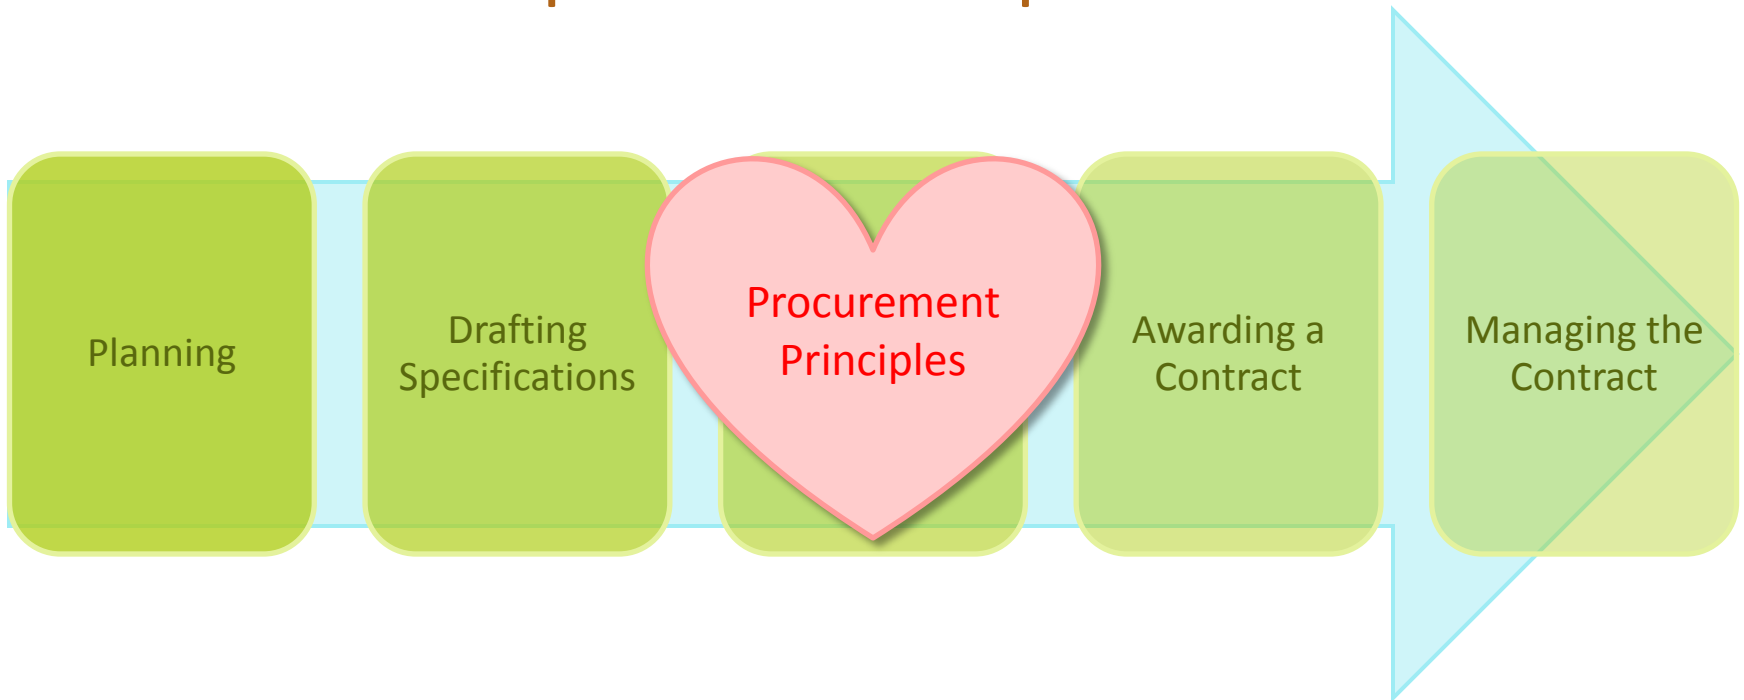 Planning
Drafting
Specifications
Procurement
Principles
Awarding a
Contract
Managing the
Contract